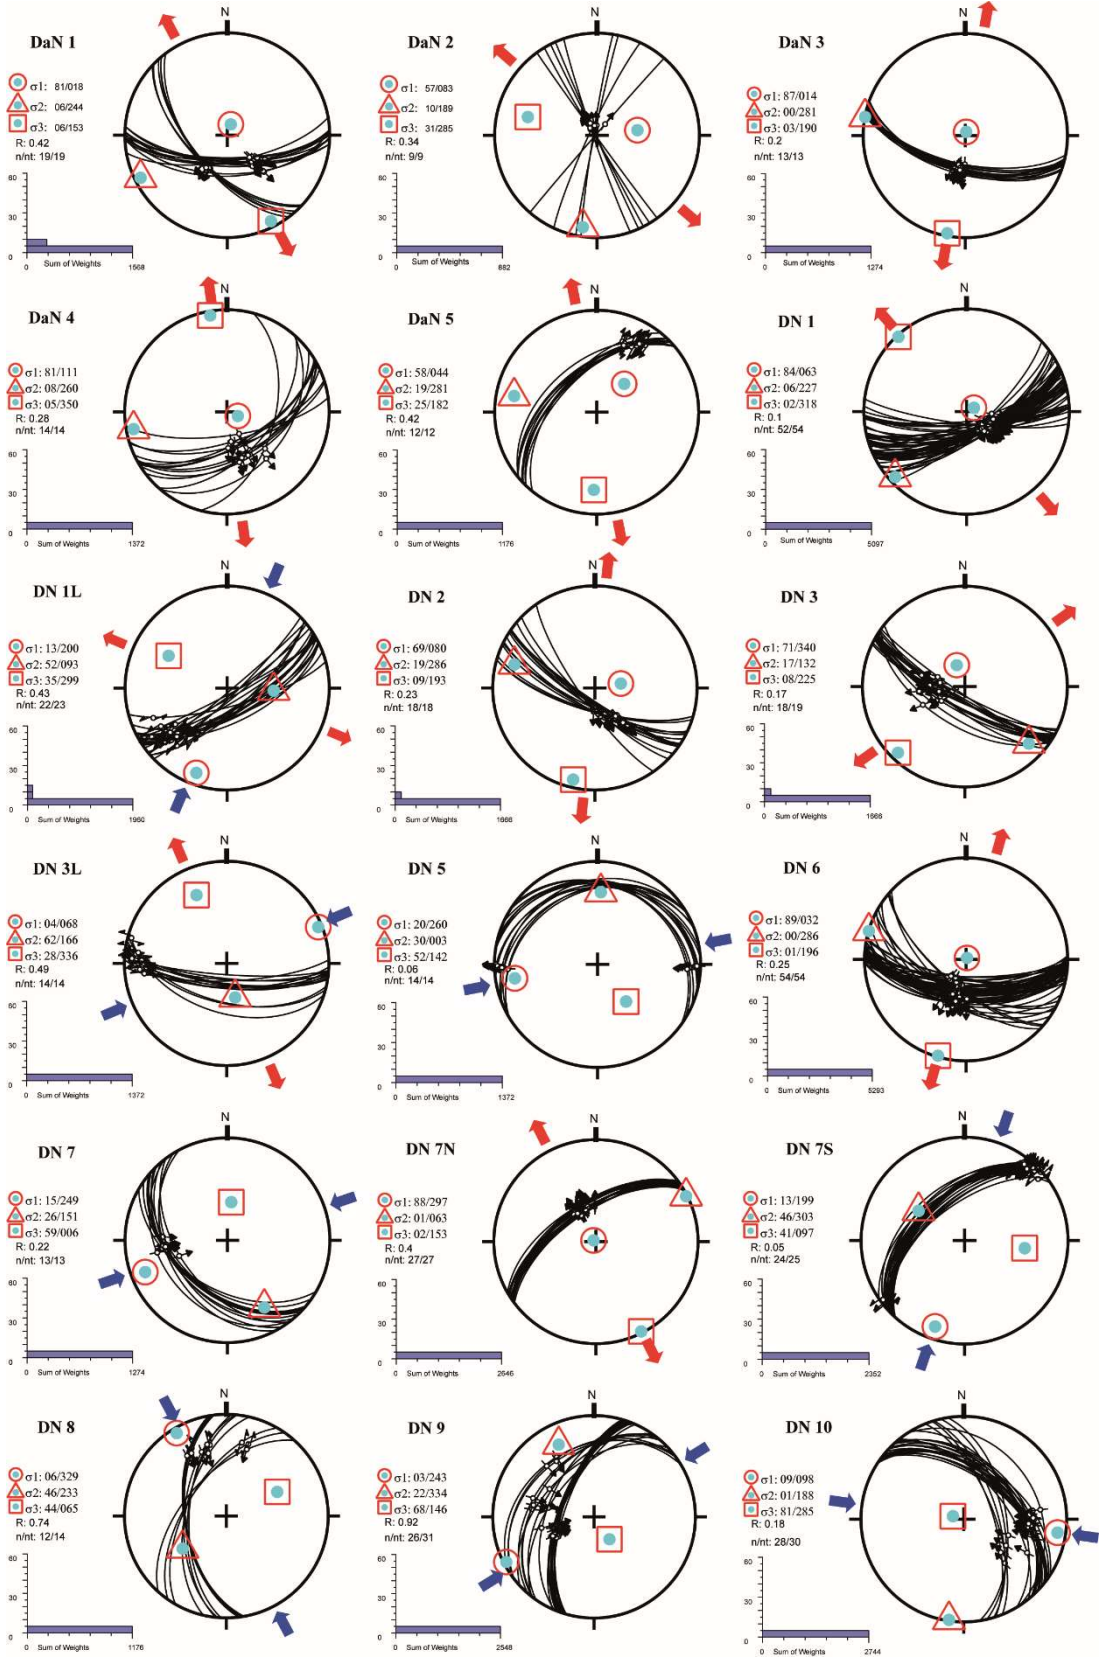 DaN 1
N
σ1: 81/018
σ2: 06/244
σ3: 06/153
R: 0.42
n/nt: 19/19
60
30
0
0 Sum of Weights 1568
DaN 2
N
σ1: 57/083
σ2: 10/189
σ3: 31/285
R: 0.34
n/nt: 9/9
60
30
0
0 Sum of Weights 882
DaN 3
N
σ1: 87/014
σ2: 00/281
σ3: 03/190
R: 0.2
n/nt: 13/13
60
30
0
0 Sum of Weights 1274
DaN 4
N
σ1: 81/111
σ2: 08/260
σ3: 05/350
R: 0.28
n/nt: 14/14
60
30
0
0 Sum of Weights 1372
DaN 5
N
σ1: 58/044
σ2: 19/281
σ3: 25/182
R: 0.42
n/nt: 12/12
60
30
0
0 Sum of Weights 1176
DN 1
N
σ1: 84/063
σ2: 06/227
σ3: 02/318
R: 0.1
n/nt: 52/54
60
30
0
0 Sum of Weights 5097
DN 1L
N
σ1: 13/200
σ2: 52/093
σ3: 35/299
R: 0.43
n/nt: 22/23
60
30
0
0 Sum of Weights 1960
DN 2
N
σ1: 69/080
σ2: 19/286
σ3: 09/193
R: 0.23
n/nt: 18/18
60
30
0
0 Sum of Weights 1666
DN 3
N
σ1: 71/340
σ2: 17/132
σ3: 08/225
R: 0.17
n/nt: 18/19
60
30
0
0 Sum of Weights 1666
DN 3L
N
σ1: 04/068
σ2: 62/166
σ3: 28/336
R: 0.49
n/nt: 14/14
60
30
0
0 Sum of Weights 1372
DN 5
N
σ1: 20/260
σ2: 30/003
σ3: 52/142
R: 0.06
n/nt: 14/14
60
30
0
0 Sum of Weights 1372
DN 6
N
σ1: 89/032
σ2: 00/286
σ3: 01/196
R: 0.25
n/nt: 54/54
60
30
0
0 Sum of Weights 5293
DN 7
N
σ1: 15/249
σ2: 26/151
σ3: 59/006
R: 0.22
n/nt: 13/13
60
30
0
0 Sum of Weights 1274
DN 7N
N
σ1: 88/297
σ2: 01/063
σ3: 02/153
R: 0.4
n/nt: 27/27
60
30
0
0 Sum of Weights 2646
DN 7S
N
σ1: 13/199
σ2: 46/303
σ3: 41/097
R: 0.05
n/nt: 24/25
60
30
0
0 Sum of Weights 2352
DN 8
N
σ1: 06/329
σ2: 46/233
σ3: 44/065
R: 0.74
n/nt: 12/14
60
30
0
0 Sum of Weights 1176
DN 9
N
σ1: 03/243
σ2: 22/334
σ3: 68/146
R: 0.92
n/nt: 26/31
60
30
0
0 Sum of Weights 2548
DN 10
N
σ1: 09/098
σ2: 01/188
σ3: 81/285
R: 0.18
n/nt: 28/30
60
30
0
0 Sum of Weights 2744